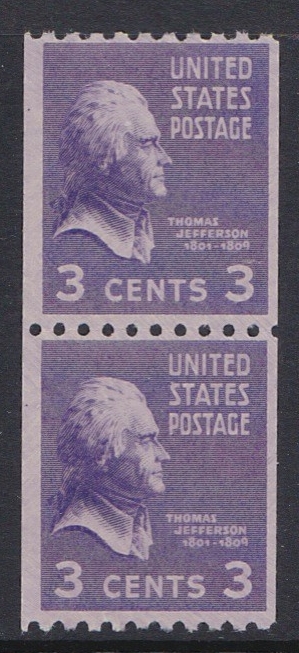 UNITED
STATES
POSTAGE
THOMAS
JEFFERSON
1801-1809
3 CENTS 3
UNITED
STATES
POSTAGE
THOMAS
JEFFERSON
1801-1809
3 CENTS 3